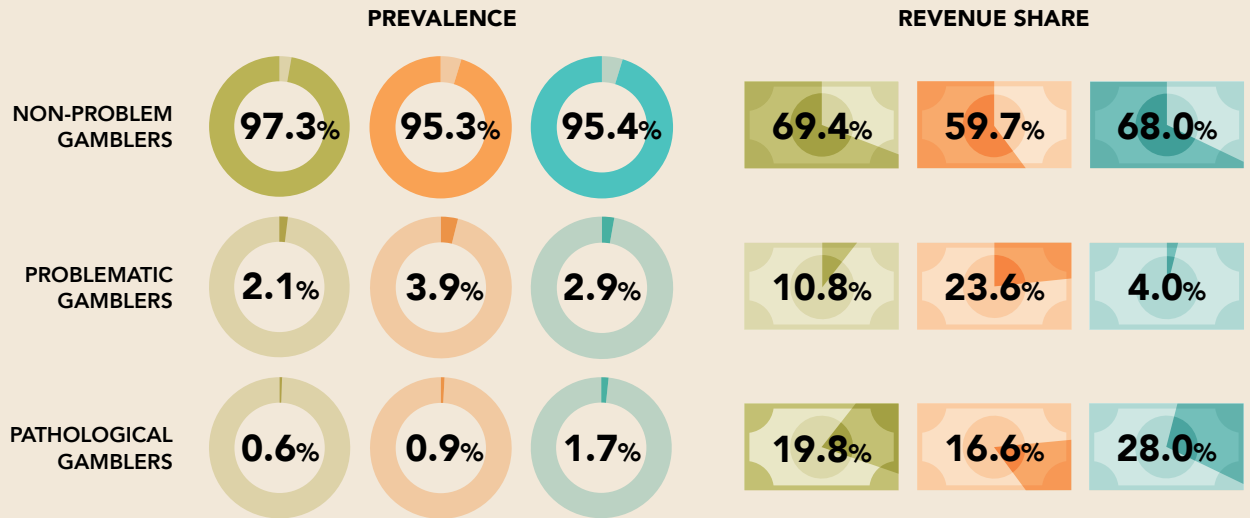 PREVALENCE
REVENUE SHARE
NON-PROBLEM
GAMBLERS
97.3%
95.3%
95.4%
69.4%
59.7%
68.0%
PROBLEMATIC
GAMBLERS
2.1%
3.9%
2.9%
10.8%
23.6%
4.0%
PATHOLOGICAL
GAMBLERS
0.6%
0.9%
1.7%
19.8%
16.6%
28.0%